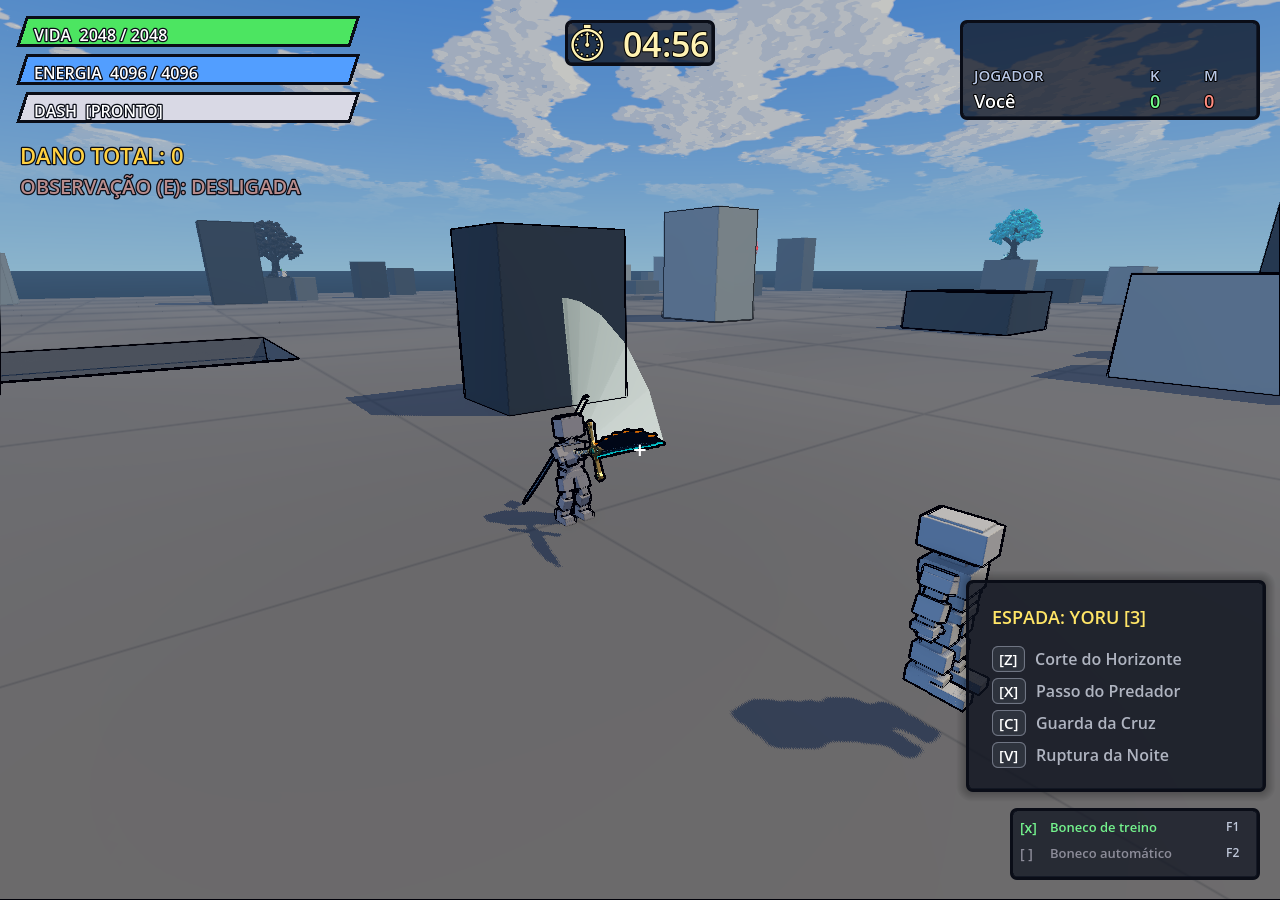 VIDA 2048 / 2048
ENERGIA 4096 / 4096
DASH [PRONTO]
DANO TOTAL: 0
OBSERVAÇÃO (E): DESLIGADA
04:56
JOGADOR K M
Você 0 0
ESPADA: YORU [3]
[Z] Corte do Horizonte
[X] Passo do Predador
[C] Guarda da Cruz
[V] Ruptura da Noite
[x] Boneco de treino F1
[ ] Boneco automático F2